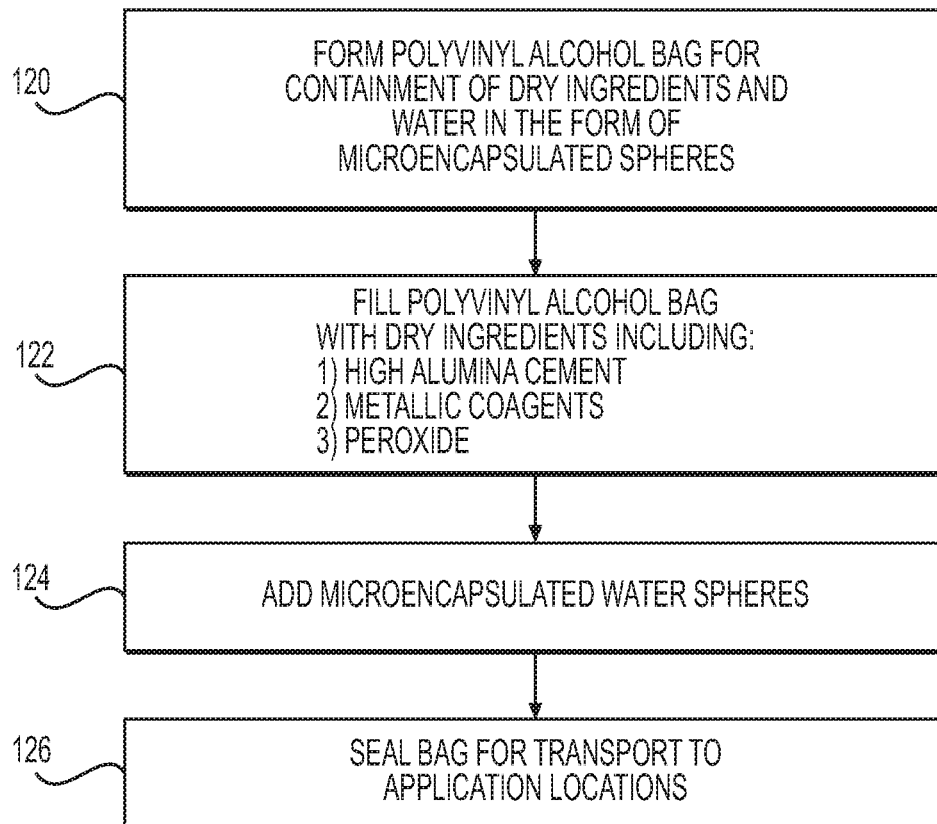 120
FORM POLYVINYL ALCOHOL BAG FOR
CONTAINMENT OF DRY INGREDIENTS AND
WATER IN THE FORM OF
MICROENCAPSULATED SPHERES
122
FILL POLYVINYL ALCOHOL BAG
WITH DRY INGREDIENTS INCLUDING:
1) HIGH ALUMINA CEMENT
2) METALLIC COAGENTS
3) PEROXIDE
124
ADD MICROENCAPSULATED WATER SPHERES
126
SEAL BAG FOR TRANSPORT TO
APPLICATION LOCATIONS